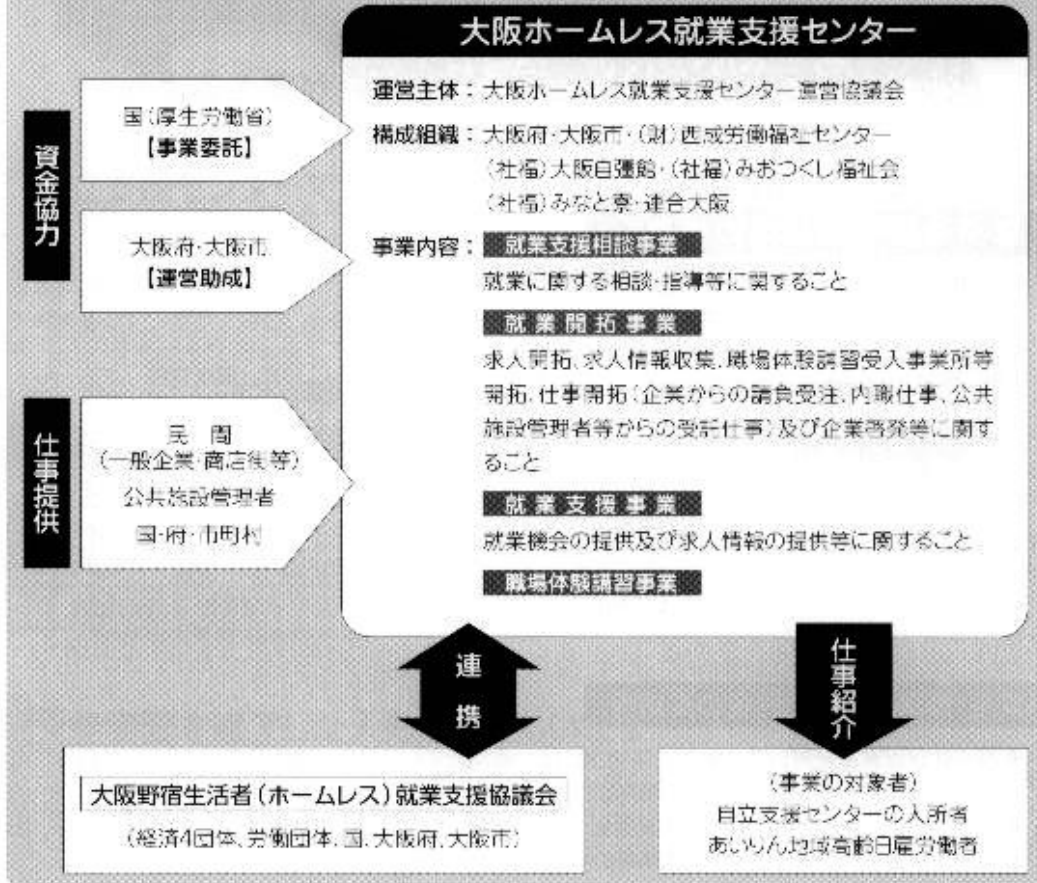 大阪ホームレス就業支援センター
運営主体：大阪ホームレス就業支援センター運営協議会
構成組織：大阪府・大阪市・(財)西成労働福祉センター
(社福)大阪自彊館・(社福)みおつくし福祉会
(社福)みなと寮・連合大阪
事業内容：就業支援相談事業
就業に関する相談・指導等に関すること
就業開拓事業
求人開拓、求人情報収集、職場体験講習受入事業所等
開拓、仕事開拓(企業からの請負受注、内職仕事、公共
施設管理者等からの受託仕事)及び企業啓発等に関す
ること
就業支援事業
就業機会の提供及び求人情報の提供等に関すること
職場体験講習事業
資金協力
国(厚生労働省)
【事業委託】
大阪府・大阪市
【運営助成】
仕事提供
民 間
(一般企業・商店街等)
公共施設管理者
国・府・市町村
連携
仕事紹介
大阪野宿生活者(ホームレス)就業支援協議会
(経済4団体、労働団体、国、大阪府、大阪市)
(事業の対象者)
自立支援センターの入所者
あいりん地域高齢日雇労働者